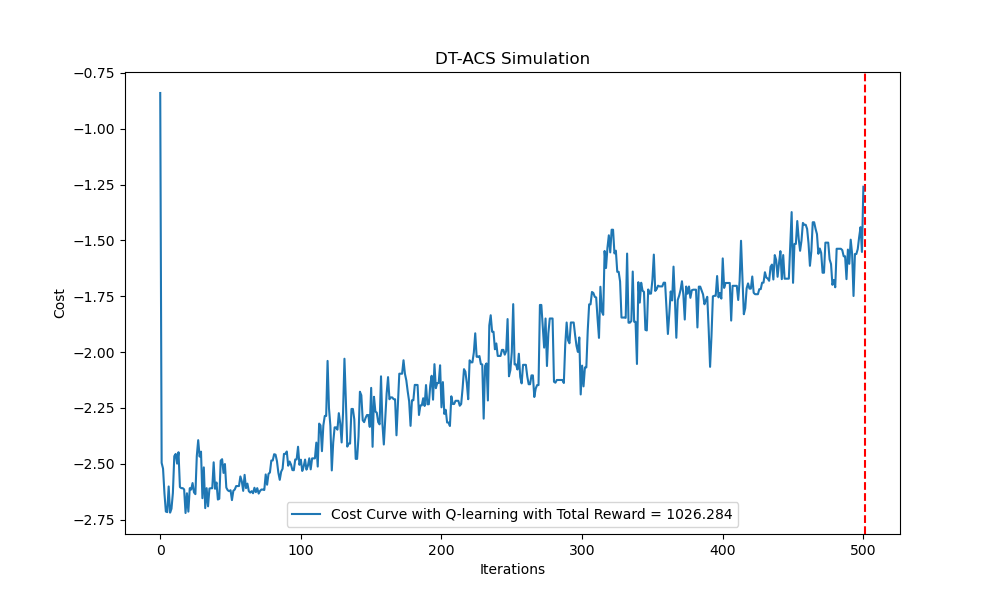 DT-ACS Simulation
−0.75
−1.00
−1.25
−1.50
−1.75
−2.00
−2.25
−2.50
−2.75
Cost
Cost Curve with Q-learning with Total Reward = 1026.284
0 100 200 300 400 500
Iterations